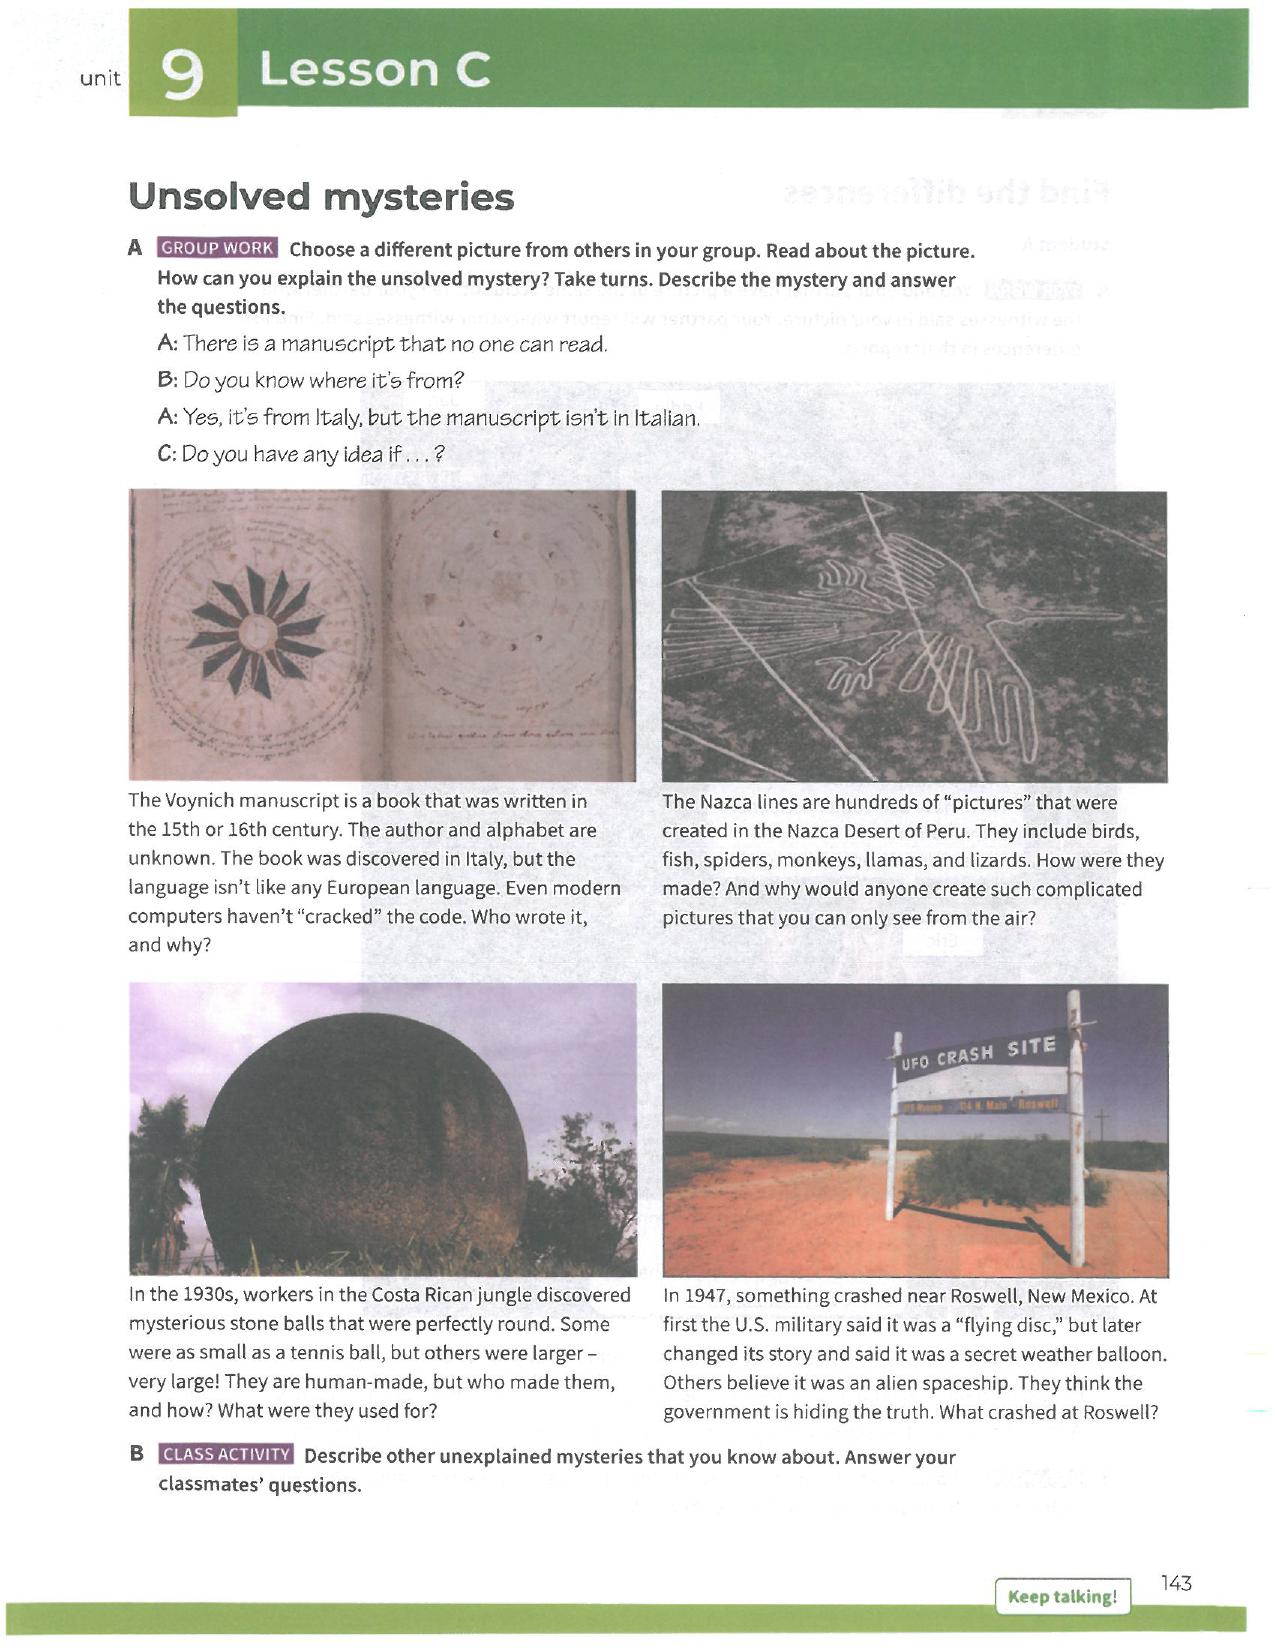 unit 9 Lesson C
Unsolved mysteries
A GROUP WORK Choose a different picture from others in your group. Read about the picture.
How can you explain the unsolved mystery? Take turns. Describe the mystery and answer
the questions.
A: There is a manuscript that no one can read.
B: Do you know where it's from?
A: Yes, it's from Italy, but the manuscript isn't in Italian.
C: Do you have any idea if . . . ?
The Voynich manuscript is a book that was written in
the 15th or 16th century. The author and alphabet are
unknown. The book was discovered in Italy, but the
language isn't like any European language. Even modern
computers haven't “cracked” the code. Who wrote it,
and why?
The Nazca lines are hundreds of “pictures” that were
created in the Nazca Desert of Peru. They include birds,
fish, spiders, monkeys, llamas, and lizards. How were they
made? And why would anyone create such complicated
pictures that you can only see from the air?
UFO CRASH SITE
114 N. Main Roswell
In the 1930s, workers in the Costa Rican jungle discovered
mysterious stone balls that were perfectly round. Some
were as small as a tennis ball, but others were larger –
very large! They are human-made, but who made them,
and how? What were they used for?
In 1947, something crashed near Roswell, New Mexico. At
first the U.S. military said it was a “flying disc,” but later
changed its story and said it was a secret weather balloon.
Others believe it was an alien spaceship. They think the
government is hiding the truth. What crashed at Roswell?
B CLASS ACTIVITY Describe other unexplained mysteries that you know about. Answer your
classmates' questions.
Keep talking! 143